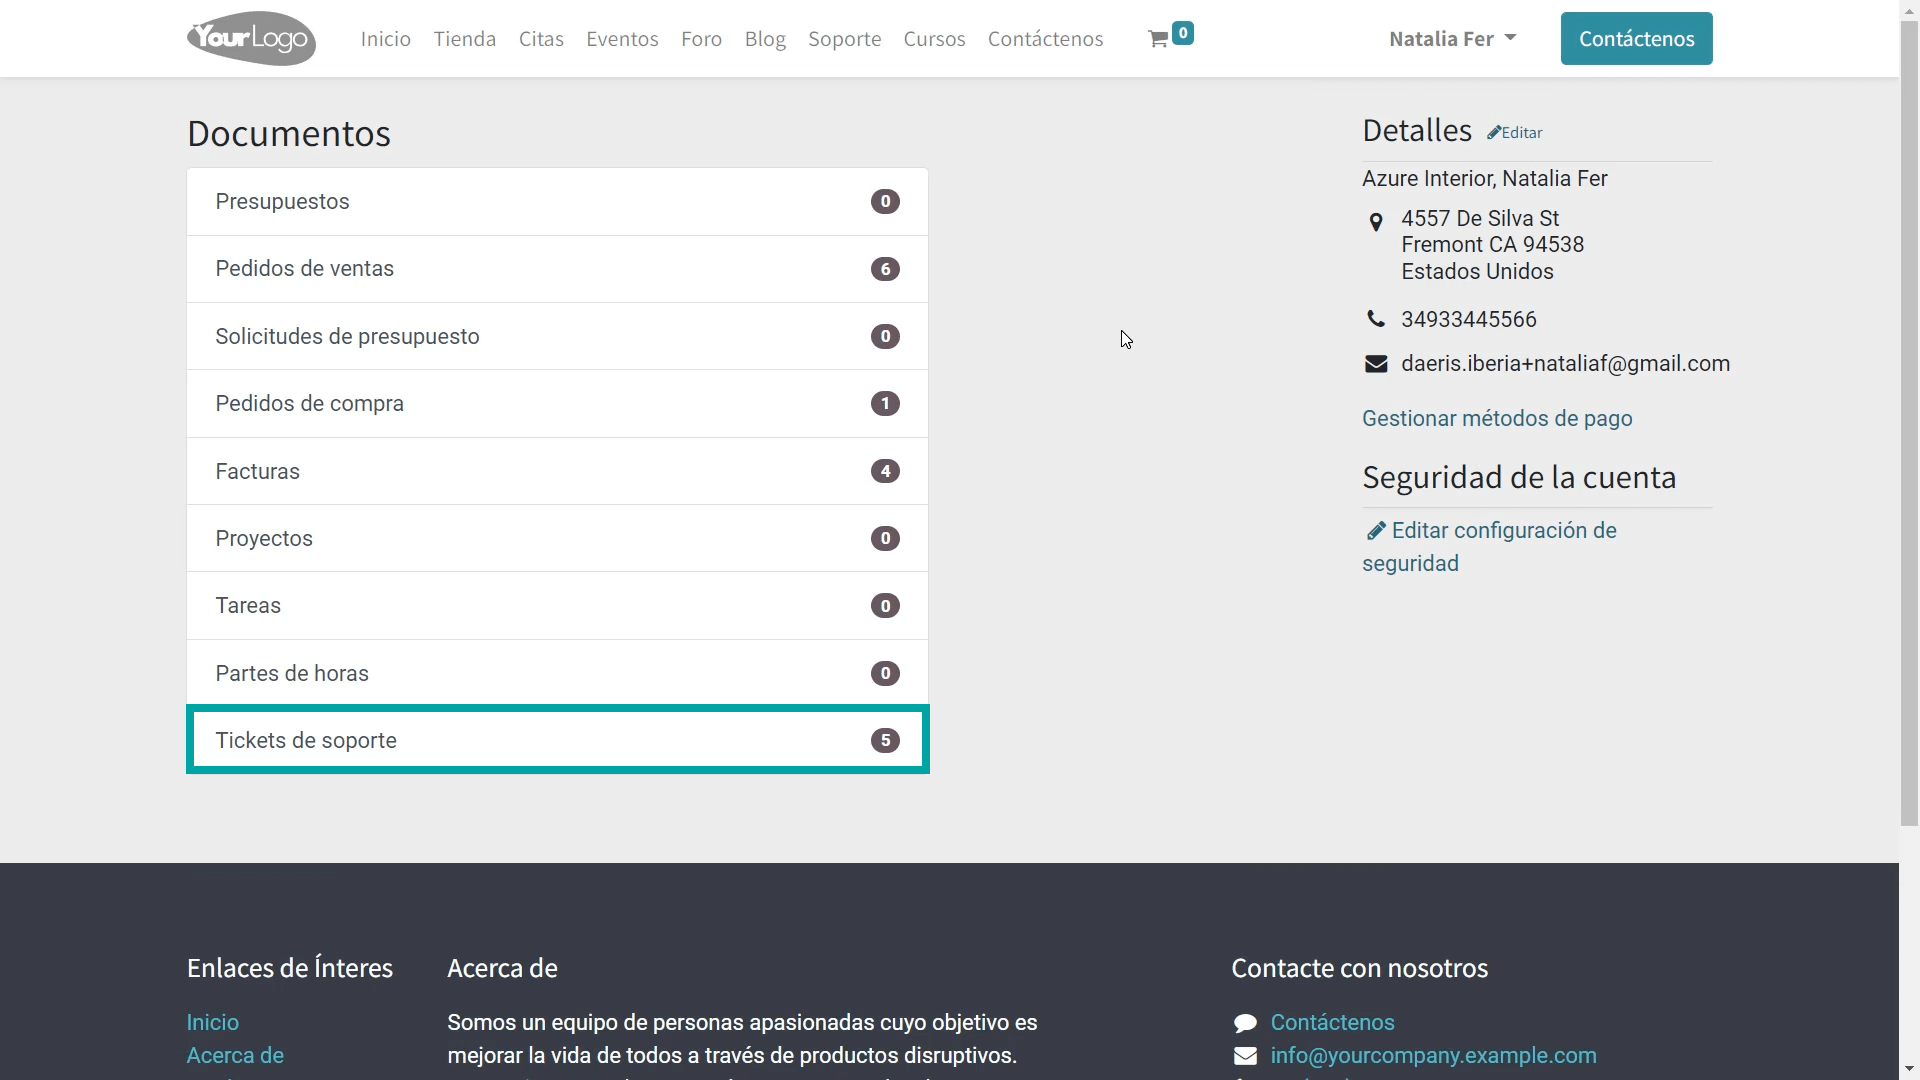 YourLogo
Inicio Tienda Citas Eventos Foro Blog Soporte Cursos Contáctenos 0 Natalia Fer Contáctenos
Documentos
Presupuestos 0
Pedidos de ventas 6
Solicitudes de presupuesto 0
Pedidos de compra 1
Facturas 4
Proyectos 0
Tareas 0
Partes de horas 0
Tickets de soporte 5
Detalles Editar
Azure Interior, Natalia Fer
4557 De Silva St
Fremont CA 94538
Estados Unidos
34933445566
daeris.iberia+nataliaf@gmail.com
Gestionar métodos de pago
Seguridad de la cuenta
Editar configuración de
seguridad
Enlaces de Ínteres
Inicio
Acerca de
Acerca de
Somos un equipo de personas apasionadas cuyo objetivo es
mejorar la vida de todos a través de productos disruptivos.
Contacte con nosotros
Contáctenos
info@yourcompany.example.com